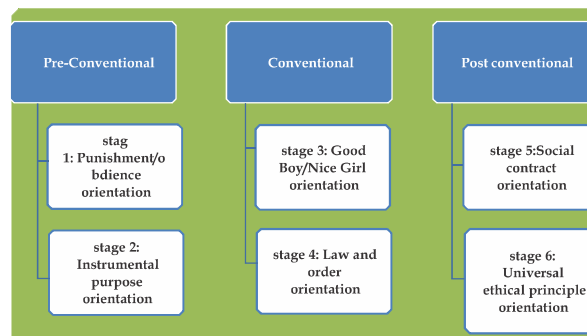 Pre-Conventional
stag
1: Punishment/o
bdience
orientation
stage 2:
Instrumental
purpose
orientation
Conventional
stage 3: Good
Boy/Nice Girl
orientation
stage 4: Law and
order
orientation
Post conventional
stage 5:Social
contract
orientation
stage 6:
Universal
ethical principle
orientation